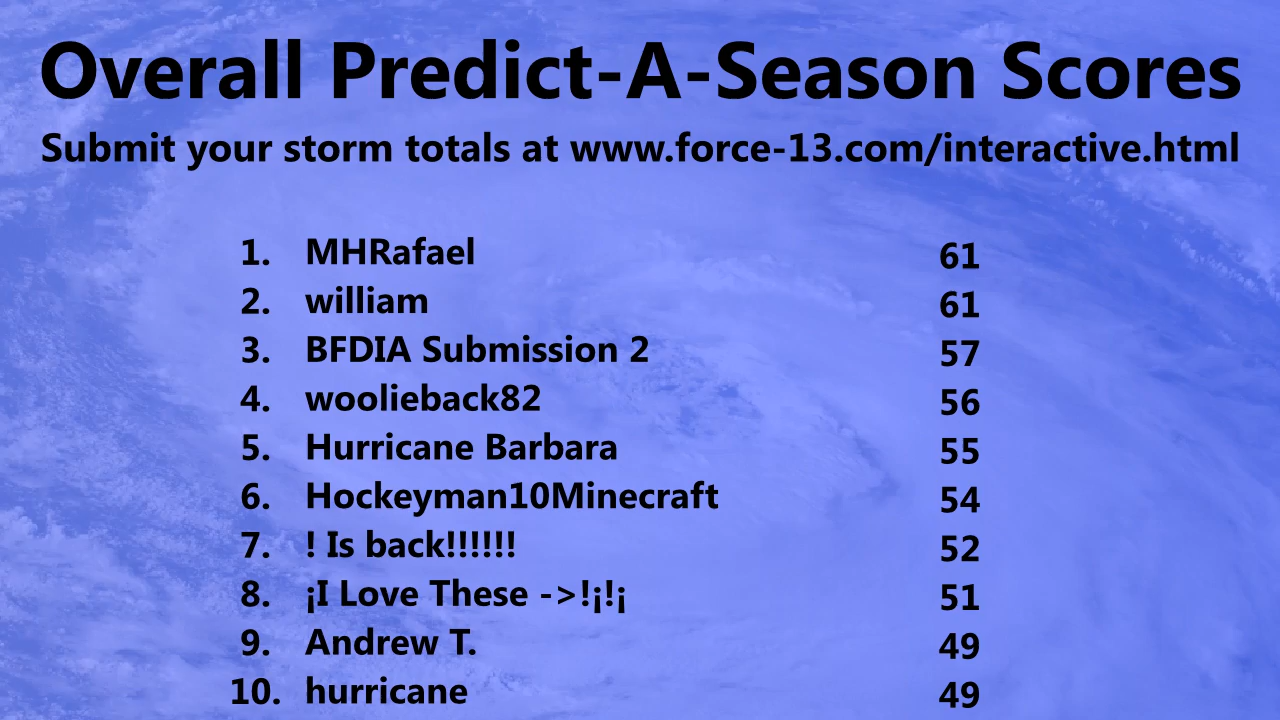 Overall Predict-A-Season Scores
Submit your storm totals at www.force-13.com/interactive.html
1. MHRafael 61
2. william 61
3. BFDIA Submission 2 57
4. woolieback82 56
5. Hurricane Barbara 55
6. Hockeyman10Minecraft 54
7. ! Is back!!!!!! 52
8. ¡I Love These ->!¡!¡ 51
9. Andrew T. 49
10. hurricane 49